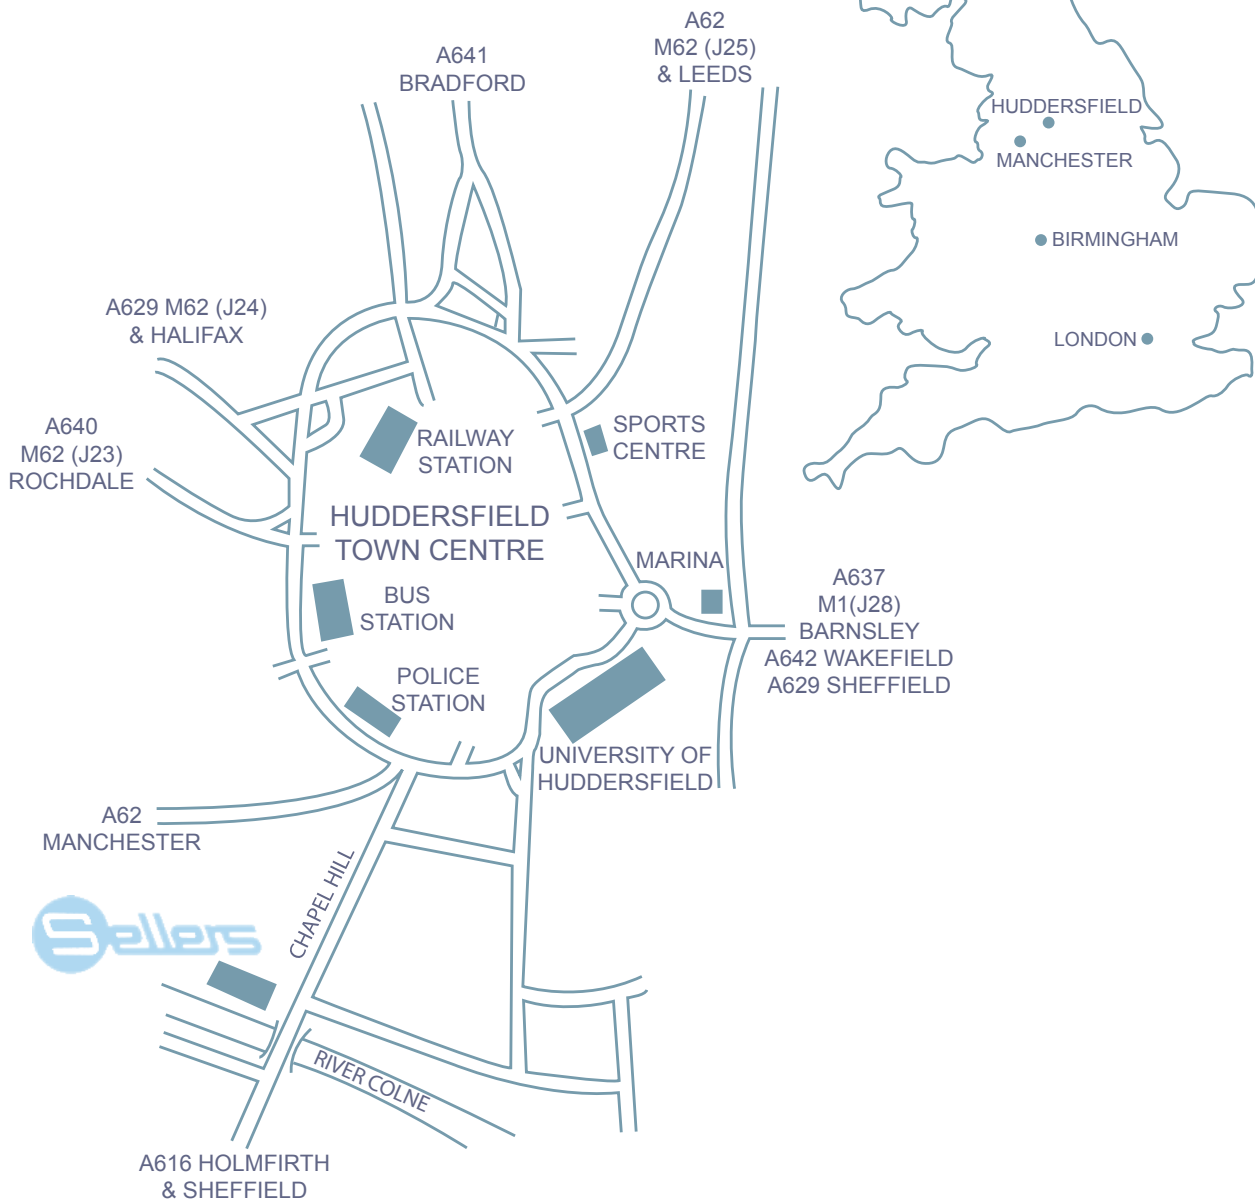 A62
M62 (J25)
& LEEDS
A641
BRADFORD
HUDDERSFIELD
MANCHESTER
BIRMINGHAM
LONDON
A629 M62 (J24)
& HALIFAX
A640
M62 (J23)
ROCHDALE
RAILWAY
STATION
SPORTS
CENTRE
HUDDERSFIELD
TOWN CENTRE
MARINA
BUS
STATION
A637
M1(J28)
BARNSLEY
A642 WAKEFIELD
A629 SHEFFIELD
POLICE
STATION
UNIVERSITY OF
HUDDERSFIELD
A62
MANCHESTER
CHAPEL HILL
Sellers
RIVER COLNE
A616 HOLMFIRTH
& SHEFFIELD